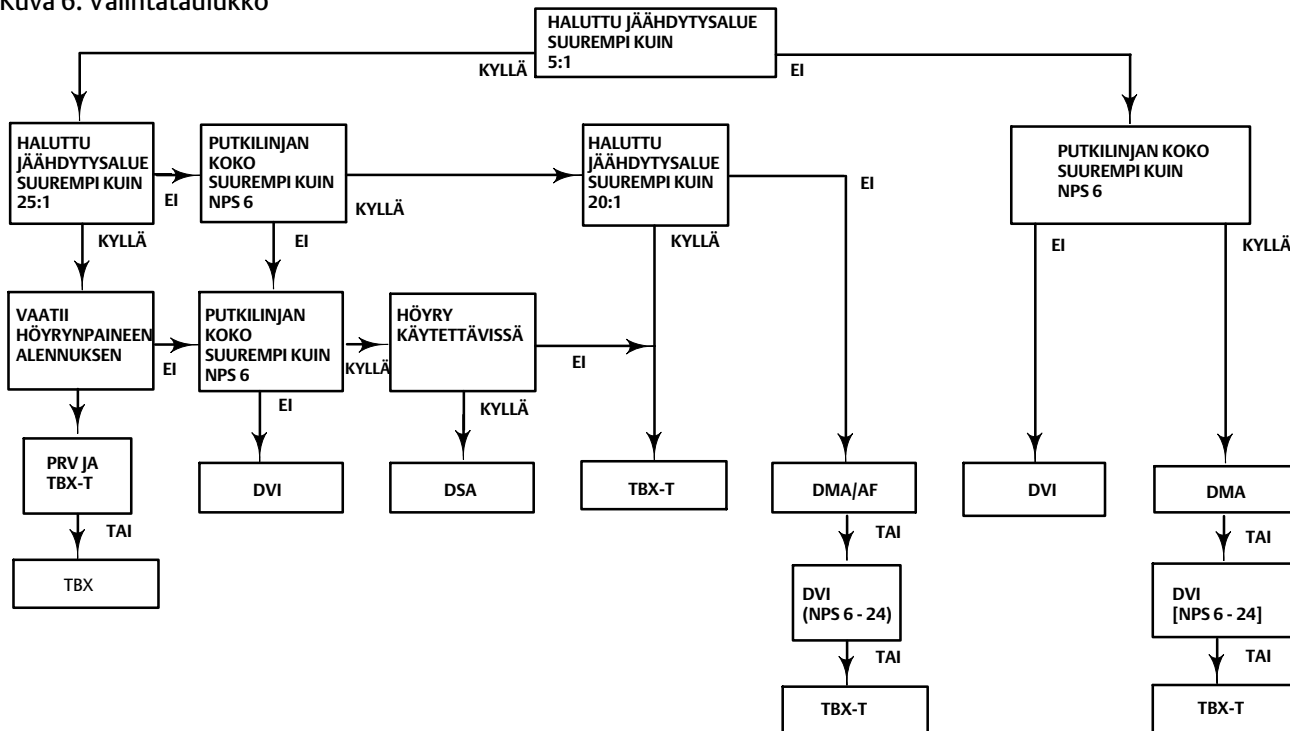 Kuva 6. Valintataulukko
HALUTTU JÄÄHDYTYSALUE
SUUREMPI KUIN
5:1
KYLLÄ
EI
HALUTTU
JÄÄHDYTYSALUE
SUUREMPI KUIN
25:1
EI
PUTKILINJAN
KOKO
SUUREMPI KUIN
NPS 6
KYLLÄ
HALUTTU
JÄÄHDYTYSALUE
SUUREMPI KUIN
20:1
EI
PUTKILINJAN KOKO
SUUREMPI KUIN
NPS 6
KYLLÄ
EI
KYLLÄ
EI
KYLLÄ
VAATII
HÖYRYNPAINEEN
ALENNUKSEN
EI
PUTKILINJAN
KOKO
SUUREMPI KUIN
NPS 6
KYLLÄ
HÖYRY
KÄYTETTÄVISSÄ
EI
EI
KYLLÄ
PRV JA
TBX-T
DVI
DSA
TBX-T
DMA/AF
DVI
DMA
TAI
TAI
TAI
TBX
DVI
(NPS 6 - 24)
DVI
[NPS 6 - 24]
TAI
TAI
TBX-T
TBX-T